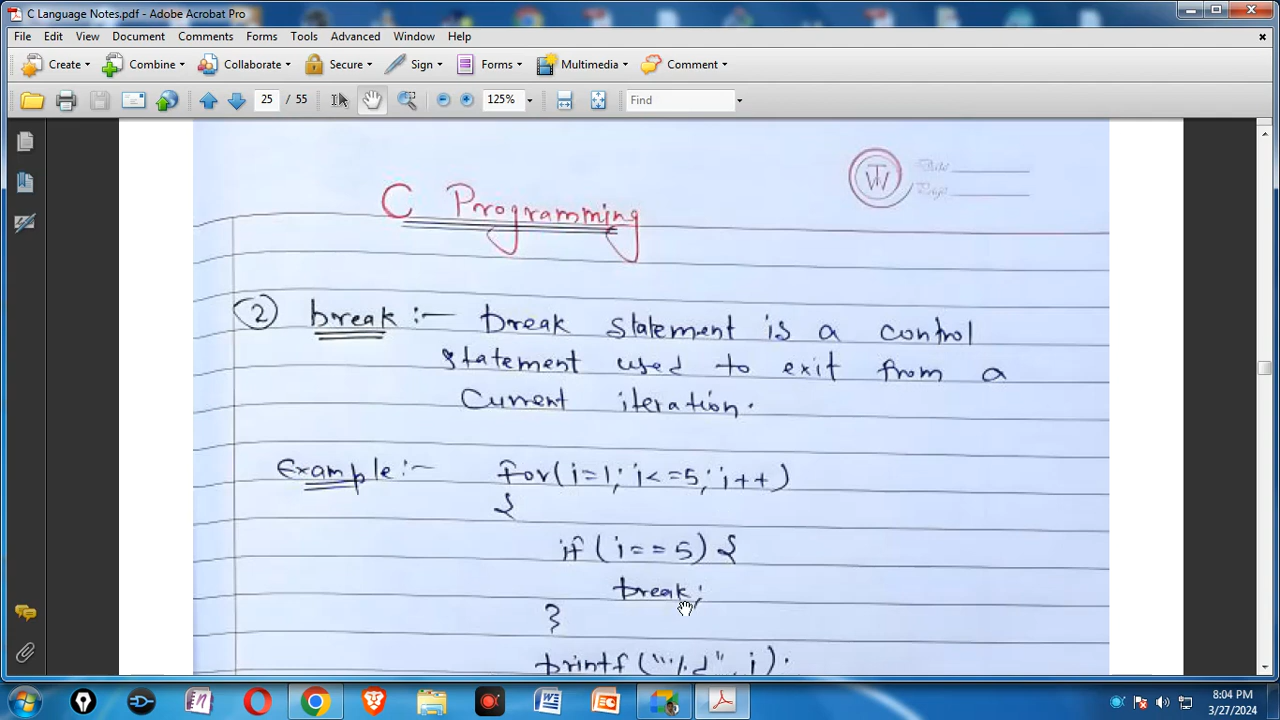 C Language Notes.pdf - Adobe Acrobat Pro
File Edit View Document Comments Forms Tools Advanced Window Help
Create Combine Collaborate Secure Sign Forms Multimedia Comment
25 / 55 125% Find
Date
Page
C Programming
2 break :- break statement is a control
statement used to exit from a
Current iteration.
Example :- for(i=1; i<=5; i++)
{
if (i==5) {
break;
}
printf ("%d", i);
8:04 PM
3/27/2024